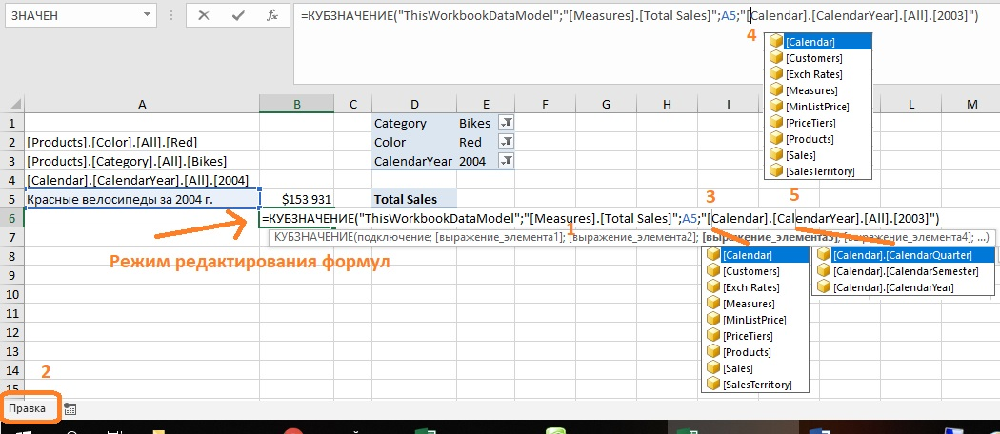 ЗНАЧЕН
=КУБЗНАЧЕНИЕ("ThisWorkbookDataModel";"[Measures].[Total Sales]";A5;"[Calendar].[CalendarYear].[All].[2003]")
4
[Calendar]
[Customers]
[Exch Rates]
[Measures]
[MinListPrice]
[PriceTiers]
[Products]
[Sales]
[SalesTerritory]
A B C D E F G H I L M
1 Category Bikes
2 [Products].[Color].[All].[Red] Color Red
3 [Products].[Category].[All].[Bikes] CalendarYear 2004
4 [Calendar].[CalendarYear].[All].[2004]
5 Красные велосипеды за 2004 г. $153 931 Total Sales
3 5
6 =КУБЗНАЧЕНИЕ("ThisWorkbookDataModel";"[Measures].[Total Sales]";A5;"[Calendar].[CalendarYear].[All].[2003]")
1
7 КУБЗНАЧЕНИЕ(подключение; [выражение_элемента1]; [выражение_элемента2]; [выражение_элемента3]; [выражение_элемента4]; ...)
Режим редактирования формул
8
9
10
11
12
13
14
15
[Calendar]
[Customers]
[Exch Rates]
[Measures]
[MinListPrice]
[PriceTiers]
[Products]
[Sales]
[SalesTerritory]
[Calendar].[CalendarQuarter]
[Calendar].[CalendarSemester]
[Calendar].[CalendarYear]
2
Правка